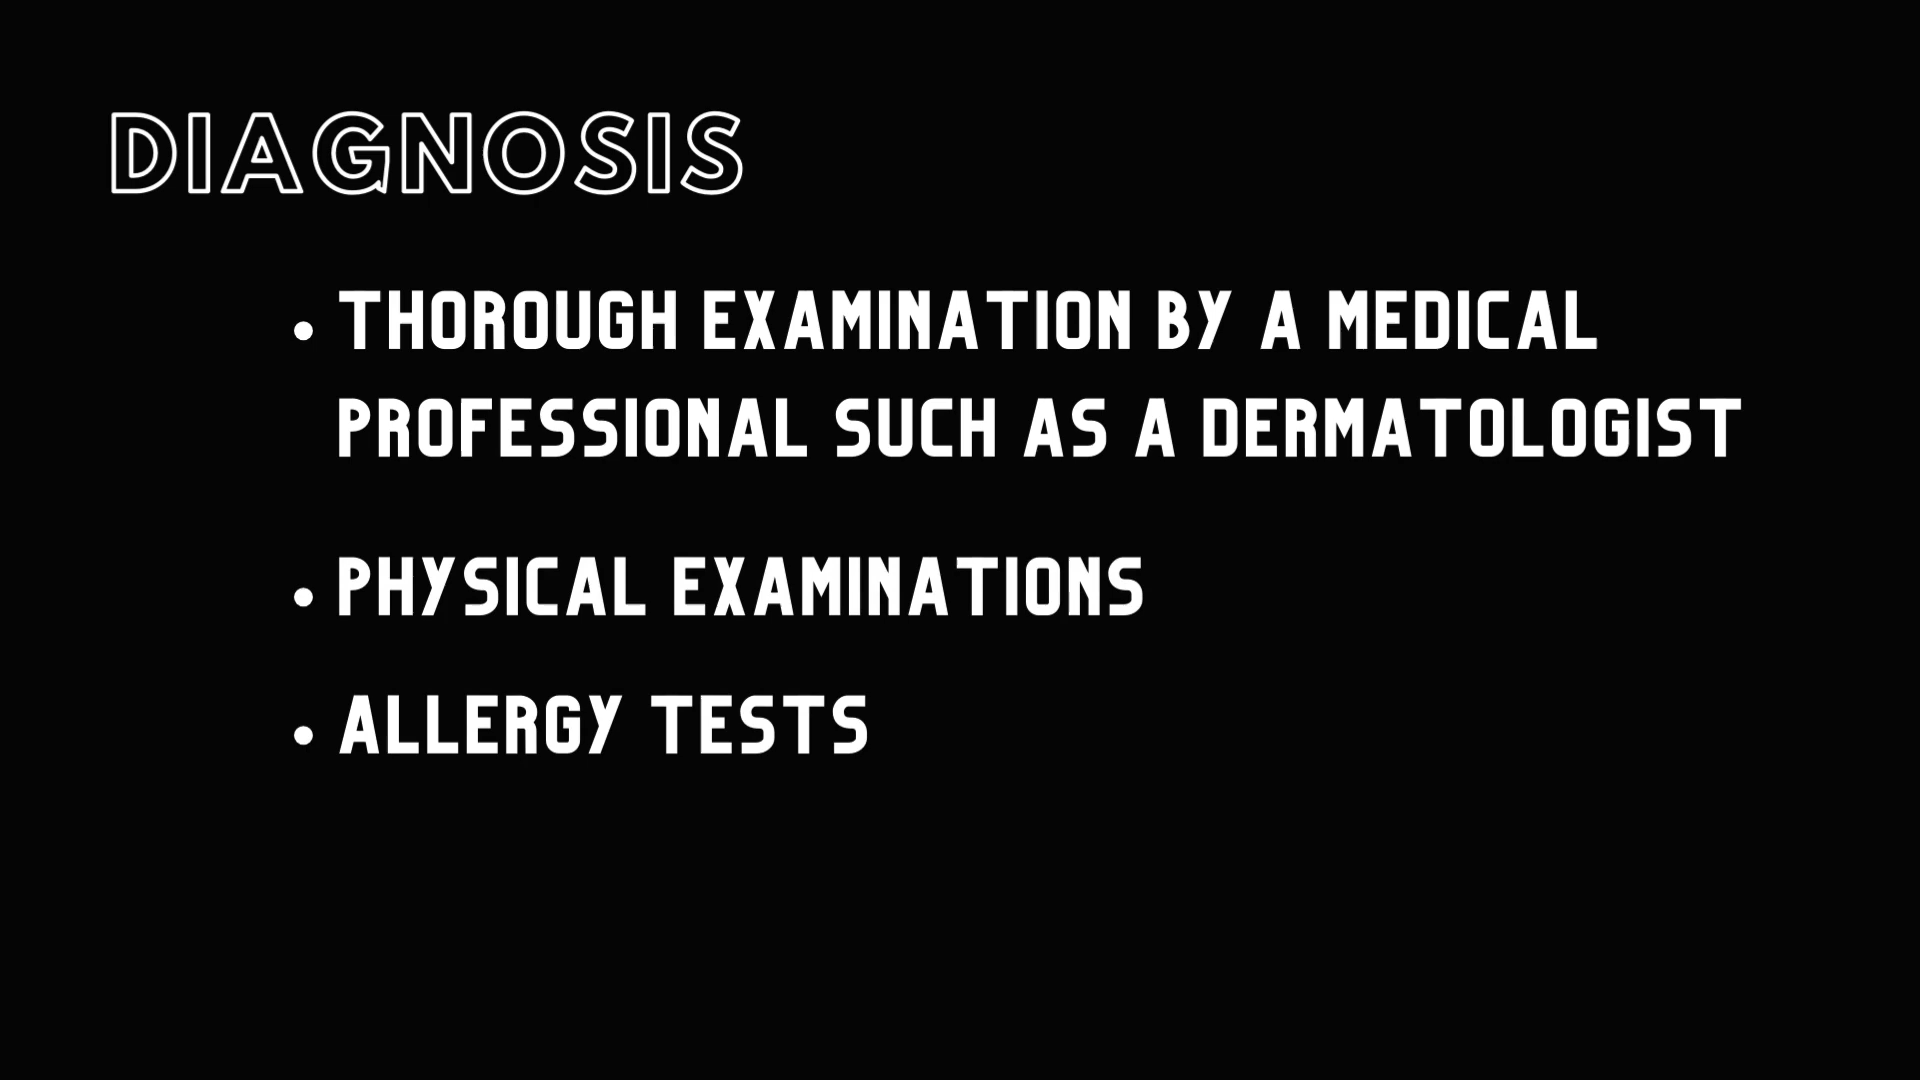 DIAGNOSIS
• THOROUGH EXAMINATION BY A MEDICAL
PROFESSIONAL SUCH AS A DERMATOLOGIST
• PHYSICAL EXAMINATIONS
• ALLERGY TESTS